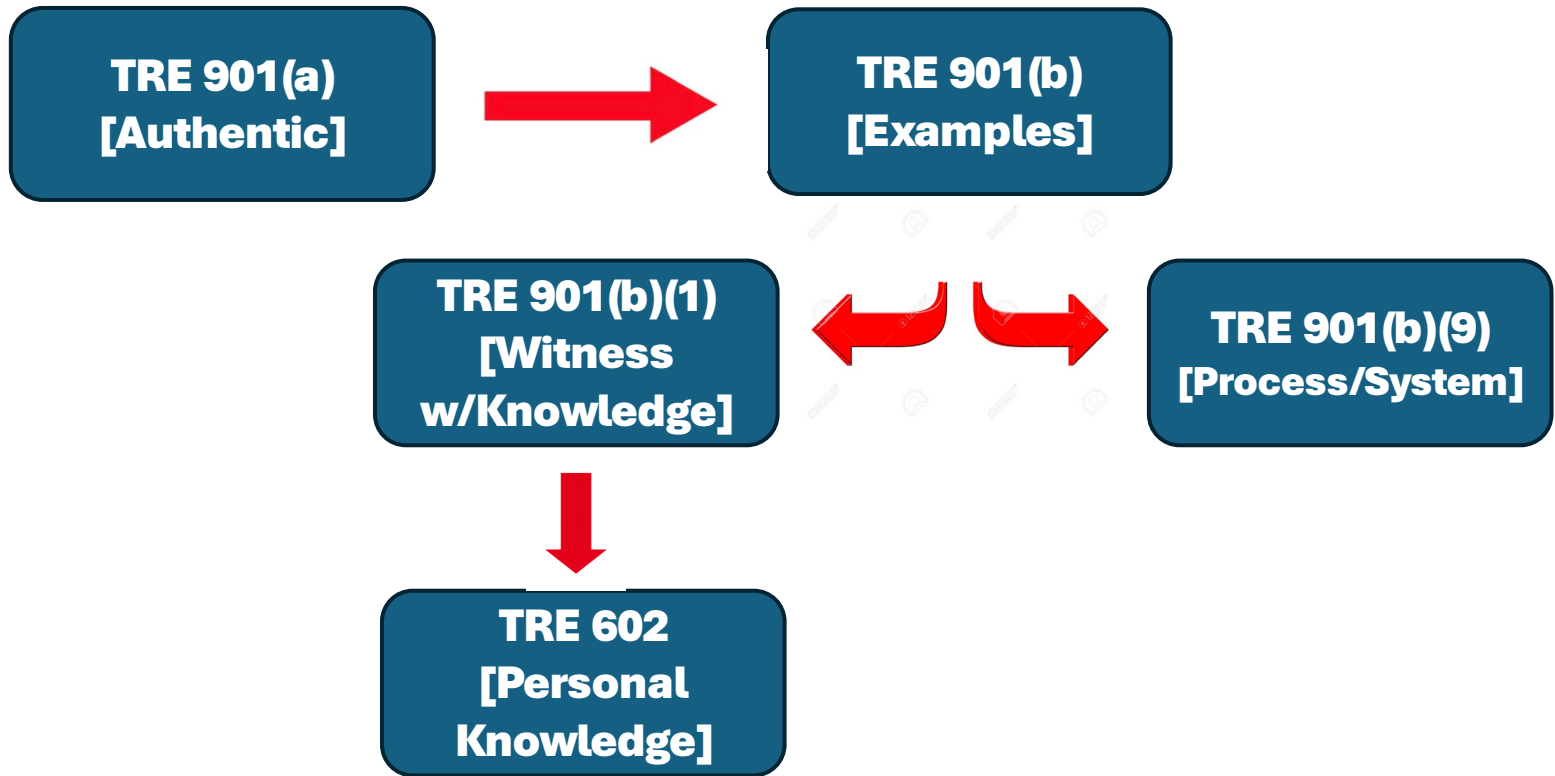 TRE 901(a)
[Authentic]
TRE 901(b)
[Examples]
TRE 901(b)(1)
[Witness
w/Knowledge]
TRE 901(b)(9)
[Process/System]
TRE 602
[Personal
Knowledge]